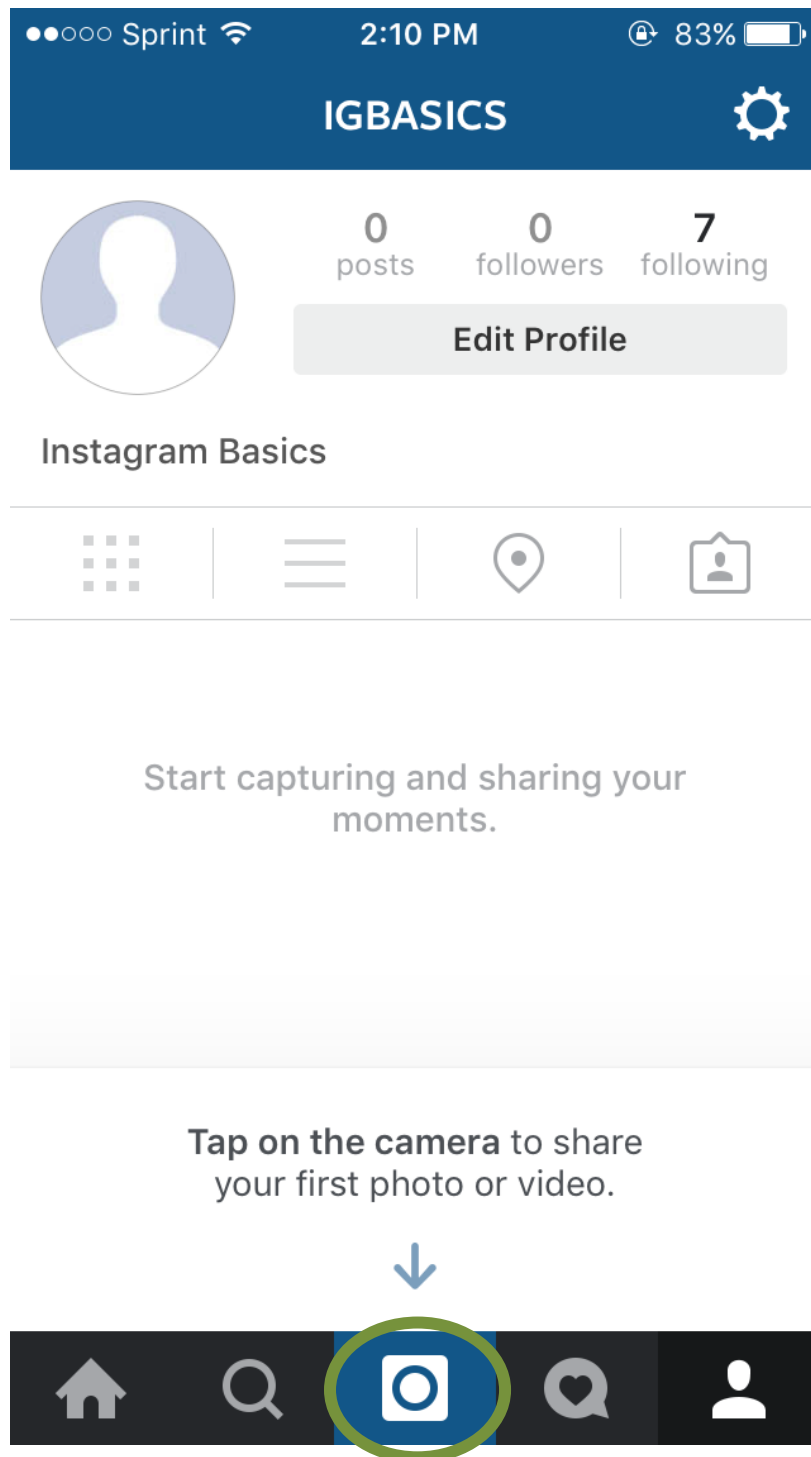 Sprint 2:10 PM 83%
IGBASICS
0 0 7
posts followers following
Edit Profile
Instagram Basics
Start capturing and sharing your
moments.
Tap on the camera to share
your first photo or video.